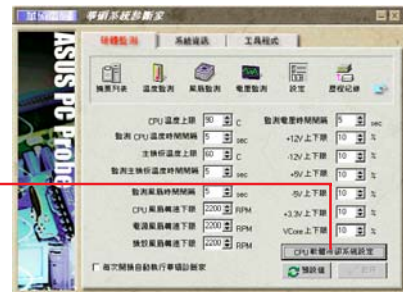 華碩系統診斷家
ASUS PC Probe
硬體監測 系統資訊 工具程式
摘要列表 溫度監測 風扇監測 電壓監測 設定 歷程紀錄
CPU 溫度上限 90 C
監測 CPU 溫度時間間隔 5 sec
主機板溫度上限 60 C
監測主機板溫度時間間隔 5 sec
監測風扇時間間隔 5 sec
CPU 風扇轉速下限 2200 RPM
電源風扇轉速下限 2200 RPM
機殼風扇轉速下限 2200 RPM
監測電壓時間間隔 5 sec
+12V 上下限 10 %
-12V 上下限 10 %
+5V 上下限 10 %
-5V 上下限 10 %
+3.3V 上下限 10 %
VCore 上下限 10 %
CPU 軟體 系統設定
預設值
每次開機自動執行華碩診斷家